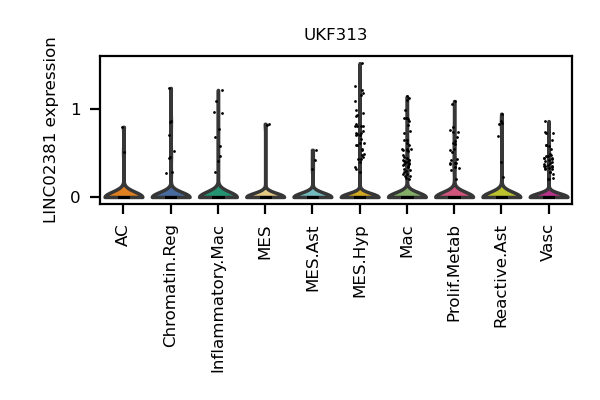 UKF313
LINC02381 expression
1
0
AC
Chromatin.Reg
Inflammatory.Mac
MES
MES.Ast
MES.Hyp
Mac
Prolif.Metab
Reactive.Ast
Vasc